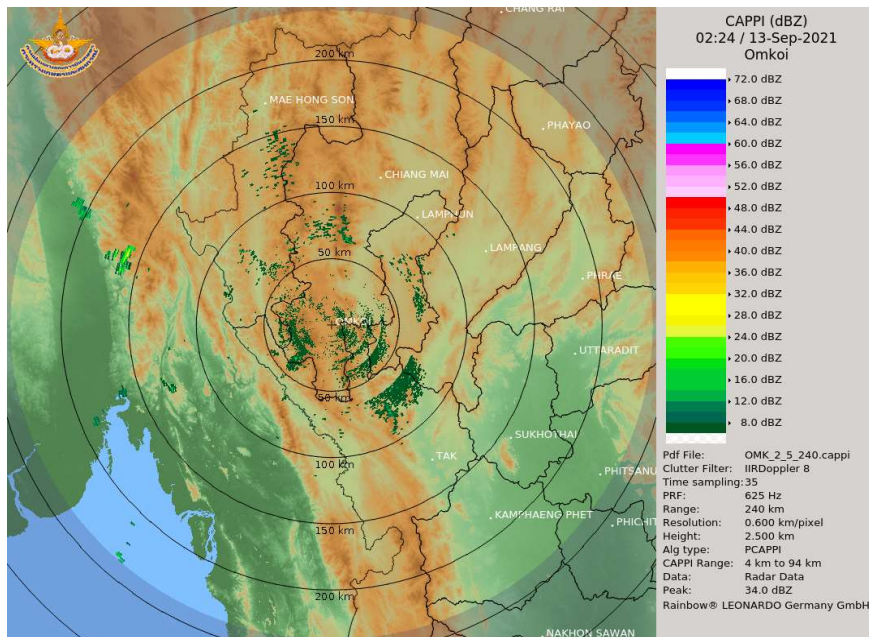 CHANG RAI
200 km
MAE HONG SON
150 km
PHAYAO
CHIANG MAI
100 km
LAMPHUN
50 km
LAMPANG
PHRAE
UTTARADIT
50 km
SUKHOTHAI
100 km
TAK
PHITSANU
KAMPHAENG PHET
PHICHIT
150 km
200 km
NAKHON SAWAN
CAPPI (dBZ)
02:24 / 13-Sep-2021
Omkoi
72.0 dBZ
68.0 dBZ
64.0 dBZ
60.0 dBZ
56.0 dBZ
52.0 dBZ
48.0 dBZ
44.0 dBZ
40.0 dBZ
36.0 dBZ
32.0 dBZ
28.0 dBZ
24.0 dBZ
20.0 dBZ
16.0 dBZ
12.0 dBZ
8.0 dBZ
Pdf File: OMK_2_5_240.cappi
Clutter Filter: IIRDoppler 8
Time sampling:35
PRF: 625 Hz
Range: 240 km
Resolution: 0.600 km/pixel
Height: 2.500 km
Alg type: PCAPPI
CAPPI Range: 4 km to 94 km
Data: Radar Data
Peak: 34.0 dBZ
Rainbow® LEONARDO Germany GmbH